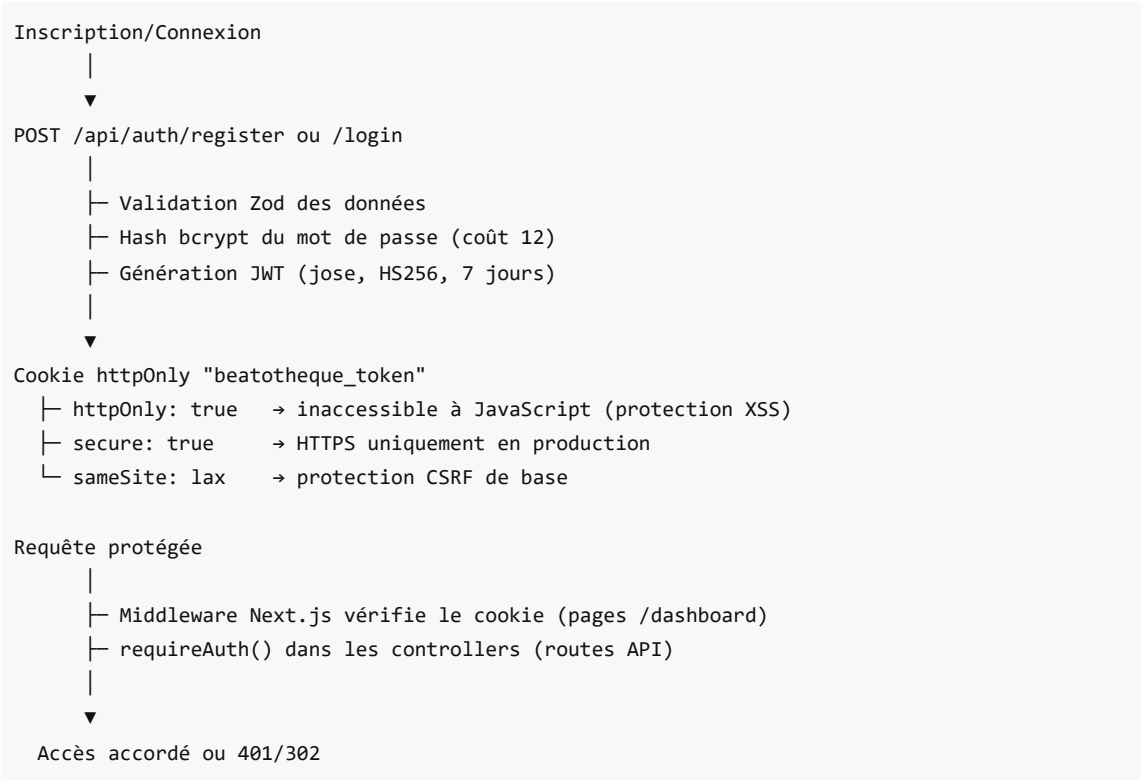 Inscription/Connexion
│
▼
POST /api/auth/register ou /login
│
├─ Validation Zod des données
├─ Hash bcrypt du mot de passe (coût 12)
├─ Génération JWT (jose, HS256, 7 jours)
│
▼
Cookie httpOnly "beatotheque_token"
├─ httpOnly: true → inaccessible à JavaScript (protection XSS)
├─ secure: true → HTTPS uniquement en production
└─ sameSite: lax → protection CSRF de base
Requête protégée
│
├─ Middleware Next.js vérifie le cookie (pages /dashboard)
├─ requireAuth() dans les controllers (routes API)
│
▼
Accès accordé ou 401/302